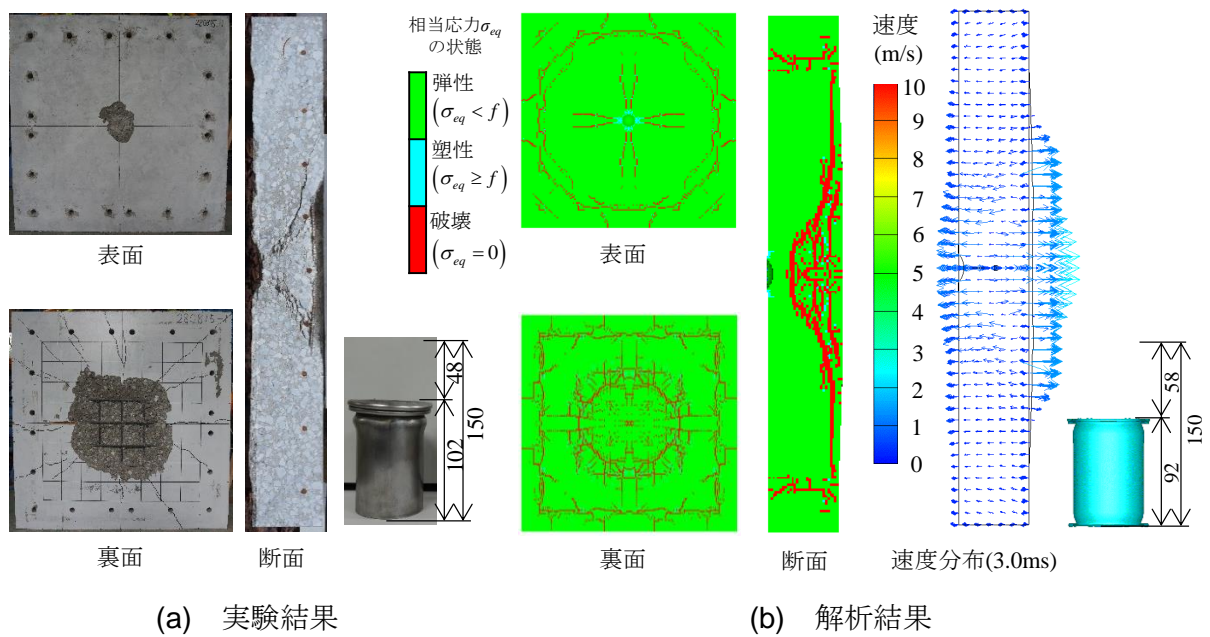 表面
裏面
断面
48
102
150
(a) 実験結果
相当応力σeq
の状態
弾性
(σeq < f)
塑性
(σeq ≥ f)
破壊
(σeq = 0)
表面
裏面
断面
速度
(m/s)
10
9
8
7
6
5
4
3
2
1
0
速度分布(3.0ms)
58
92
150
(b) 解析結果